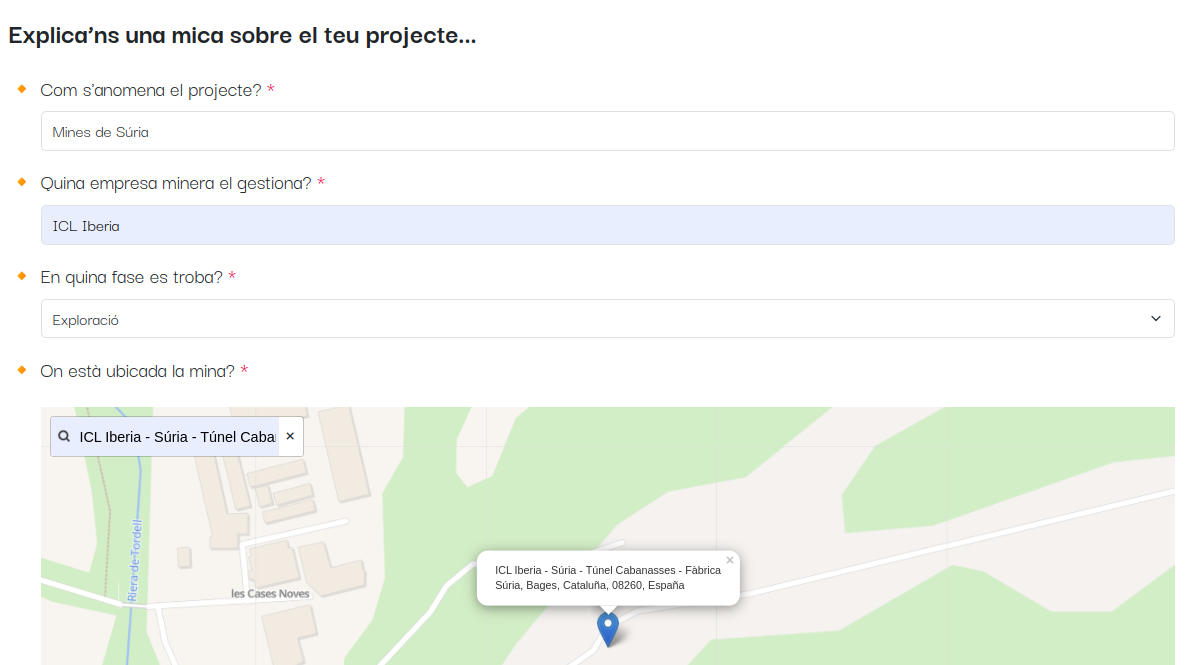 Explica’ns una mica sobre el teu projecte...
Com s’anomena el projecte? *
Mines de Súria
Quina empresa minera el gestiona? *
ICL Iberia
En quina fase es troba? *
Exploració
On està ubicada la mina? *
ICL Iberia - Súria - Túnel Caba
×
Riera de Tordell
ICL Iberia - Súria - Túnel Cabanasses - Fàbrica
Súria, Bages, Cataluña, 08260, España
×
les Cases Noves